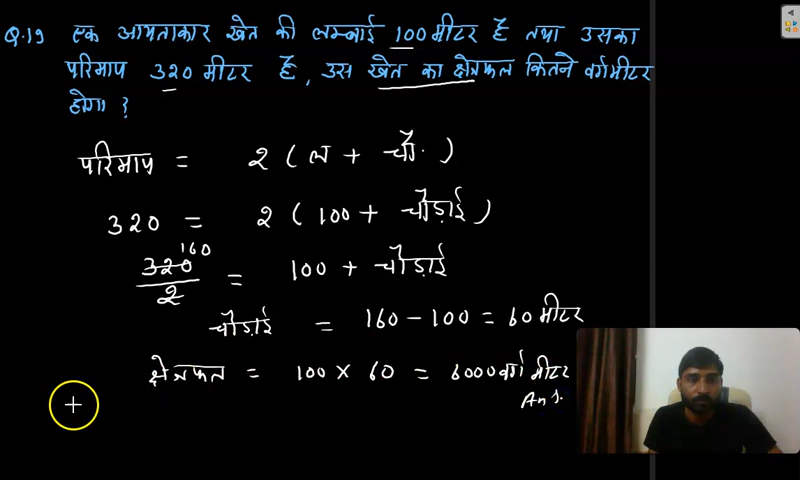 Q.19 एक आयताकार खेत की लम्बाई 100 मीटर है तथा उसका
परिमाप 320 मीटर है, उस खेत का क्षेत्रफल कितने वर्ग मीटर
होगा ?
परिमाप = 2 ( ल + चौ. )
320 = 2 ( 100 + चौड़ाई )
160
320/2 = 100 + चौड़ाई
चौड़ाई = 160 - 100 = 60 मीटर
क्षेत्रफल = 100 × 60 = 6000 वर्ग मीटर
Ans.